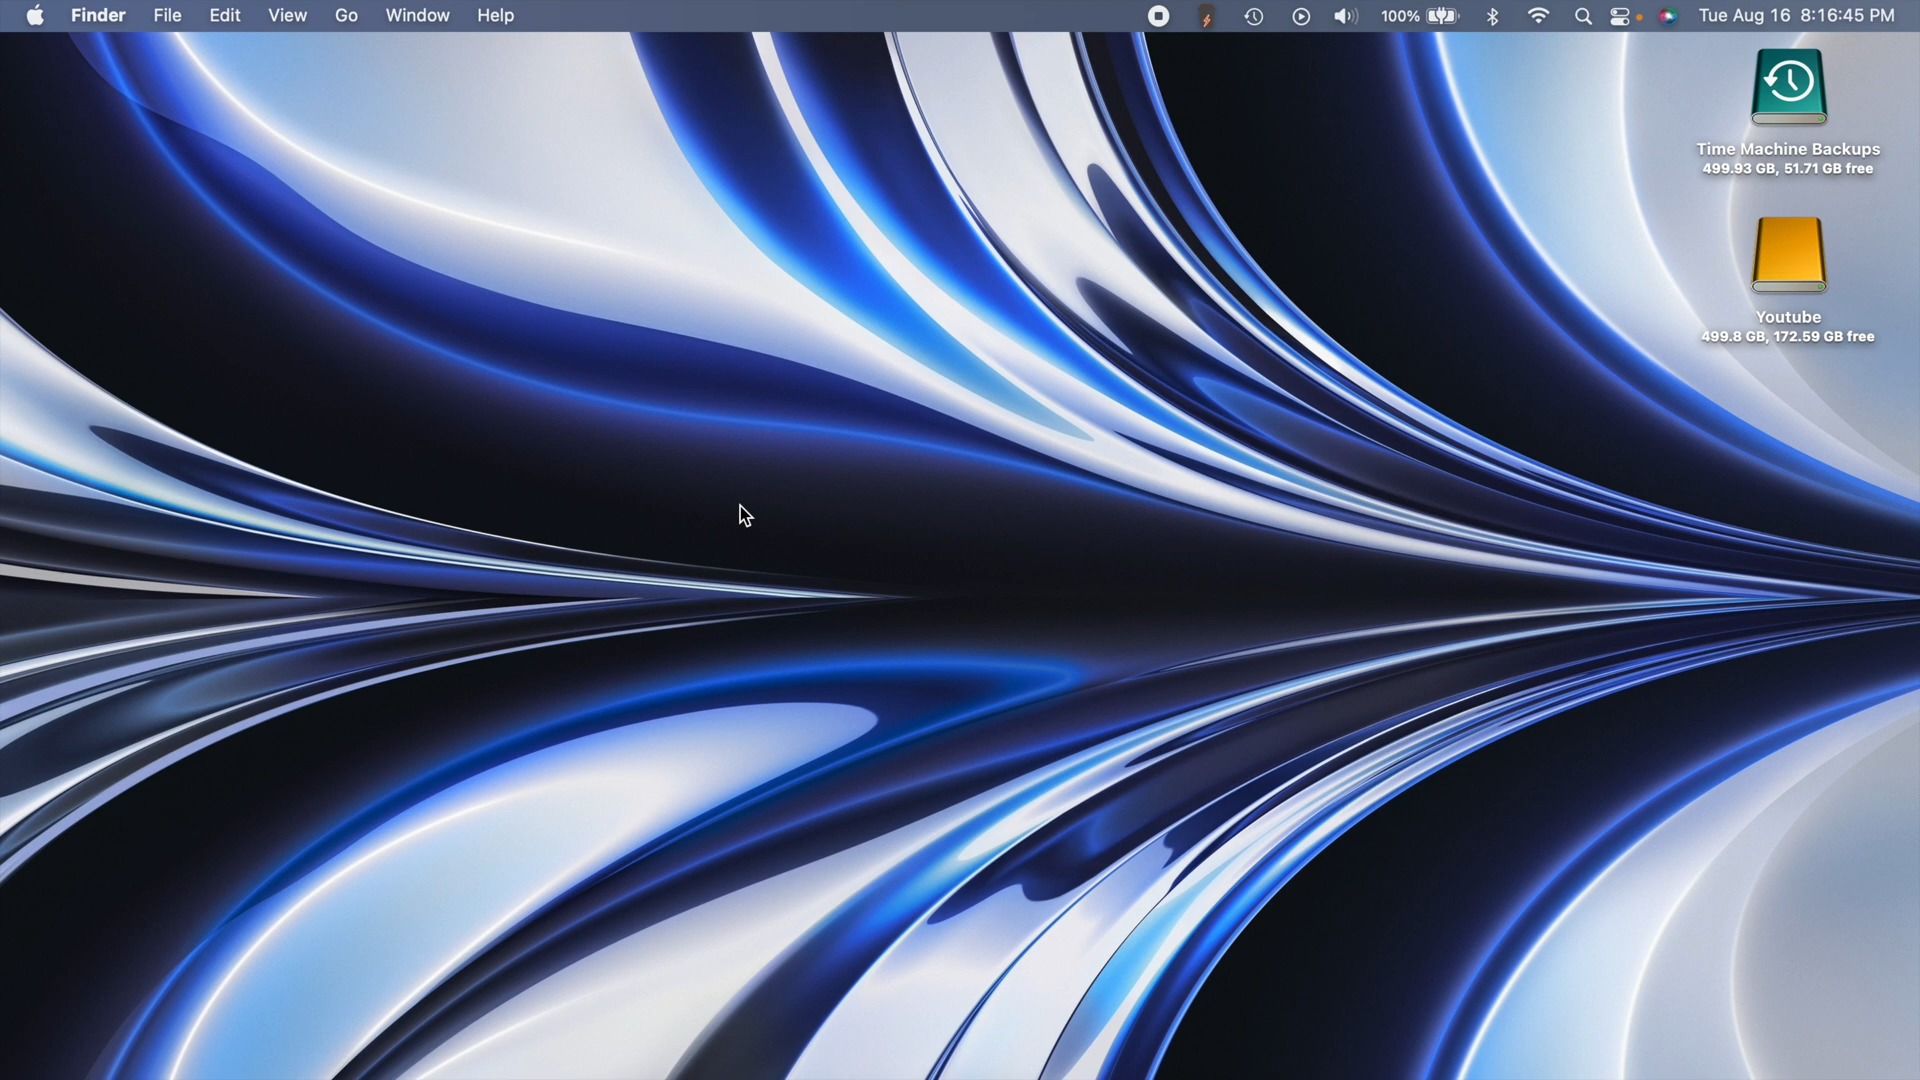 Finder File Edit View Go Window Help 100% Tue Aug 16 8:16:45 PM
Time Machine Backups
499.93 GB, 51.71 GB free
Youtube
499.8 GB, 172.59 GB free